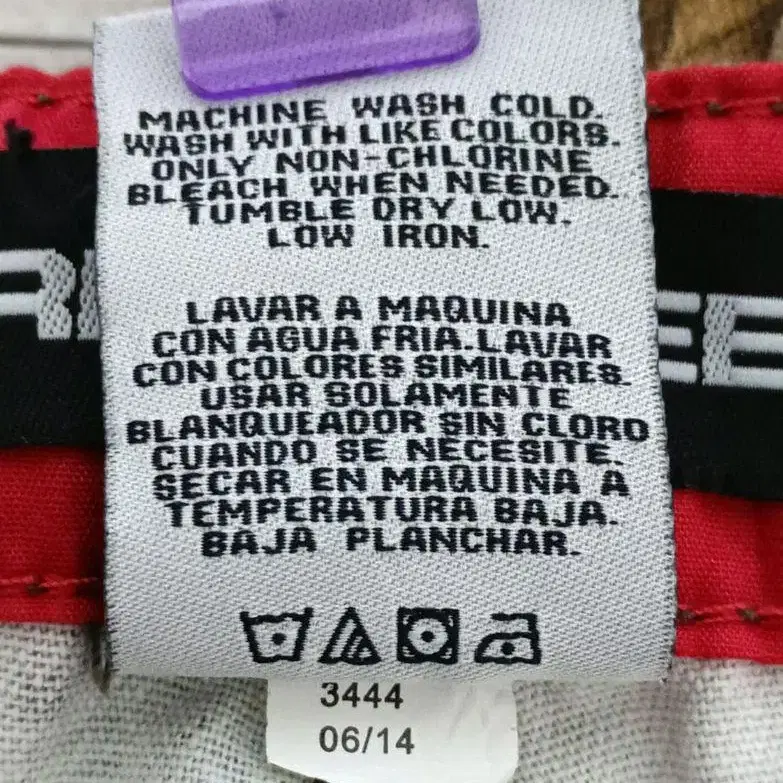 MACHINE WASH COLD.
WASH WITH LIKE COLORS.
ONLY NON-CHLORINE
BLEACH WHEN NEEDED.
TUMBLE DRY LOW.
LOW IRON.
LAVAR A MAQUINA
CON AGUA FRIA.LAVAR
CON COLORES SIMILARES.
USAR SOLAMENTE
BLANQUEADOR SIN CLORO
CUANDO SE NECESITE.
SECAR EN MAQUINA A
TEMPERATURA BAJA.
BAJA PLANCHAR.
3444
06/14